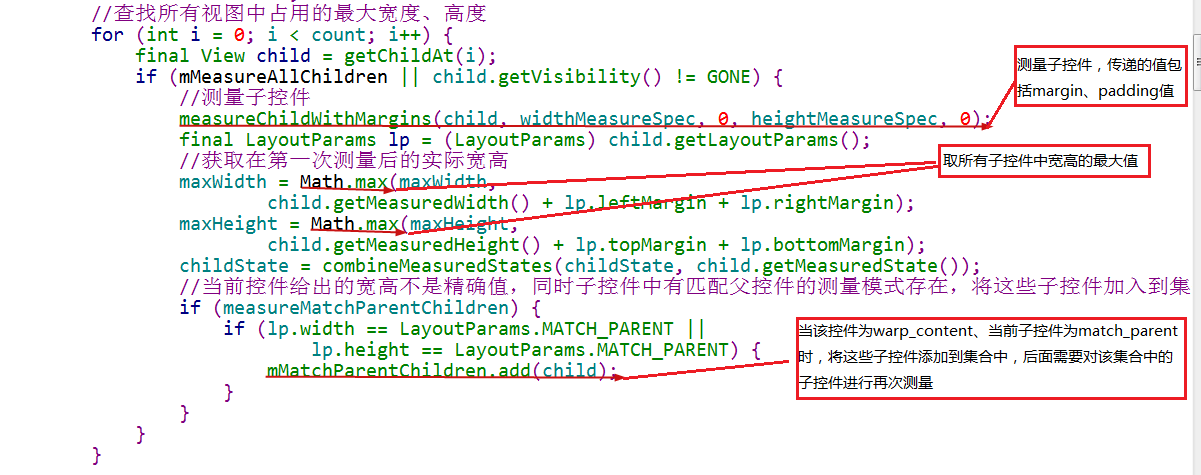 //查找所有视图中占用的最大宽度、高度
for (int i = 0; i < count; i++) {
final View child = getChildAt(i);
if (mMeasureAllChildren || child.getVisibility() != GONE) {
测量子控件，传递的值包
括margin、padding值
//测量子控件
measureChildWithMargins(child, widthMeasureSpec, 0, heightMeasureSpec, 0);
final LayoutParams lp = (LayoutParams) child.getLayoutParams();
//获取在第一次测量后的实际宽高
取所有子控件中宽高的最大值
maxWidth = Math.max(maxWidth,
child.getMeasuredWidth() + lp.leftMargin + lp.rightMargin);
maxHeight = Math.max(maxHeight,
child.getMeasuredHeight() + lp.topMargin + lp.bottomMargin);
childState = combineMeasuredStates(childState, child.getMeasuredState());
//当前控件给出的宽高不是精确值，同时子控件中有匹配父控件的测量模式存在，将这些子控件加入到集
if (measureMatchParentChildren) {
if (lp.width == LayoutParams.MATCH_PARENT ||
lp.height == LayoutParams.MATCH_PARENT) {
mMatchParentChildren.add(child);
当该控件为warp_content、当前子控件为match_parent
时，将这些子控件添加到集合中，后面需要对该集合中的
子控件进行再次测量
}
}
}
}